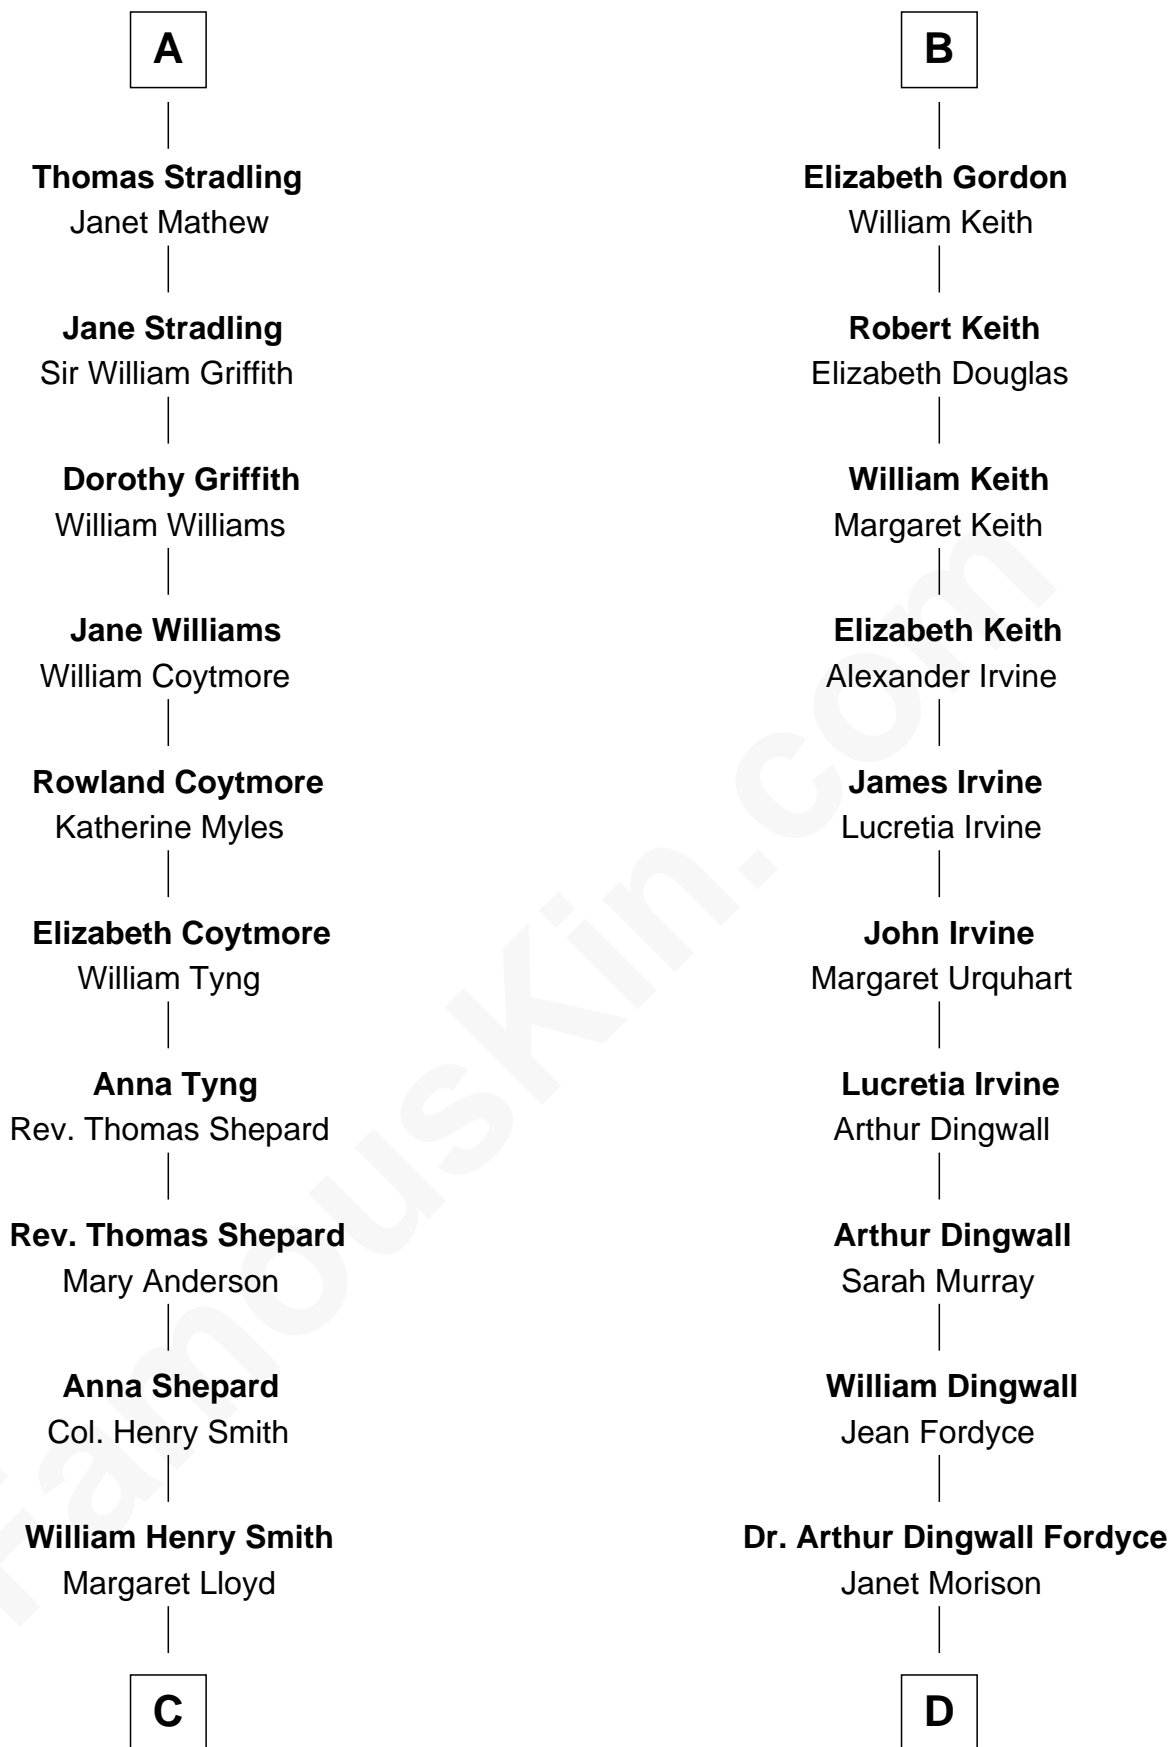 A
Thomas Stradling
Janet Mathew
Jane Stradling
Sir William Griffith
Dorothy Griffith
William Williams
Jane Williams
William Coytmore
Rowland Coytmore
Katherine Myles
Elizabeth Coytmore
William Tyng
Anna Tyng
Rev. Thomas Shepard
Rev. Thomas Shepard
Mary Anderson
Anna Shepard
Col. Henry Smith
William Henry Smith
Margaret Lloyd
C
B
Elizabeth Gordon
William Keith
Robert Keith
Elizabeth Douglas
William Keith
Margaret Keith
Elizabeth Keith
Alexander Irvine
James Irvine
Lucretia Irvine
John Irvine
Margaret Urquhart
Lucretia Irvine
Arthur Dingwall
Arthur Dingwall
Sarah Murray
William Dingwall
Jean Fordyce
Dr. Arthur Dingwall Fordyce
Janet Morison
D
FamousKin.com